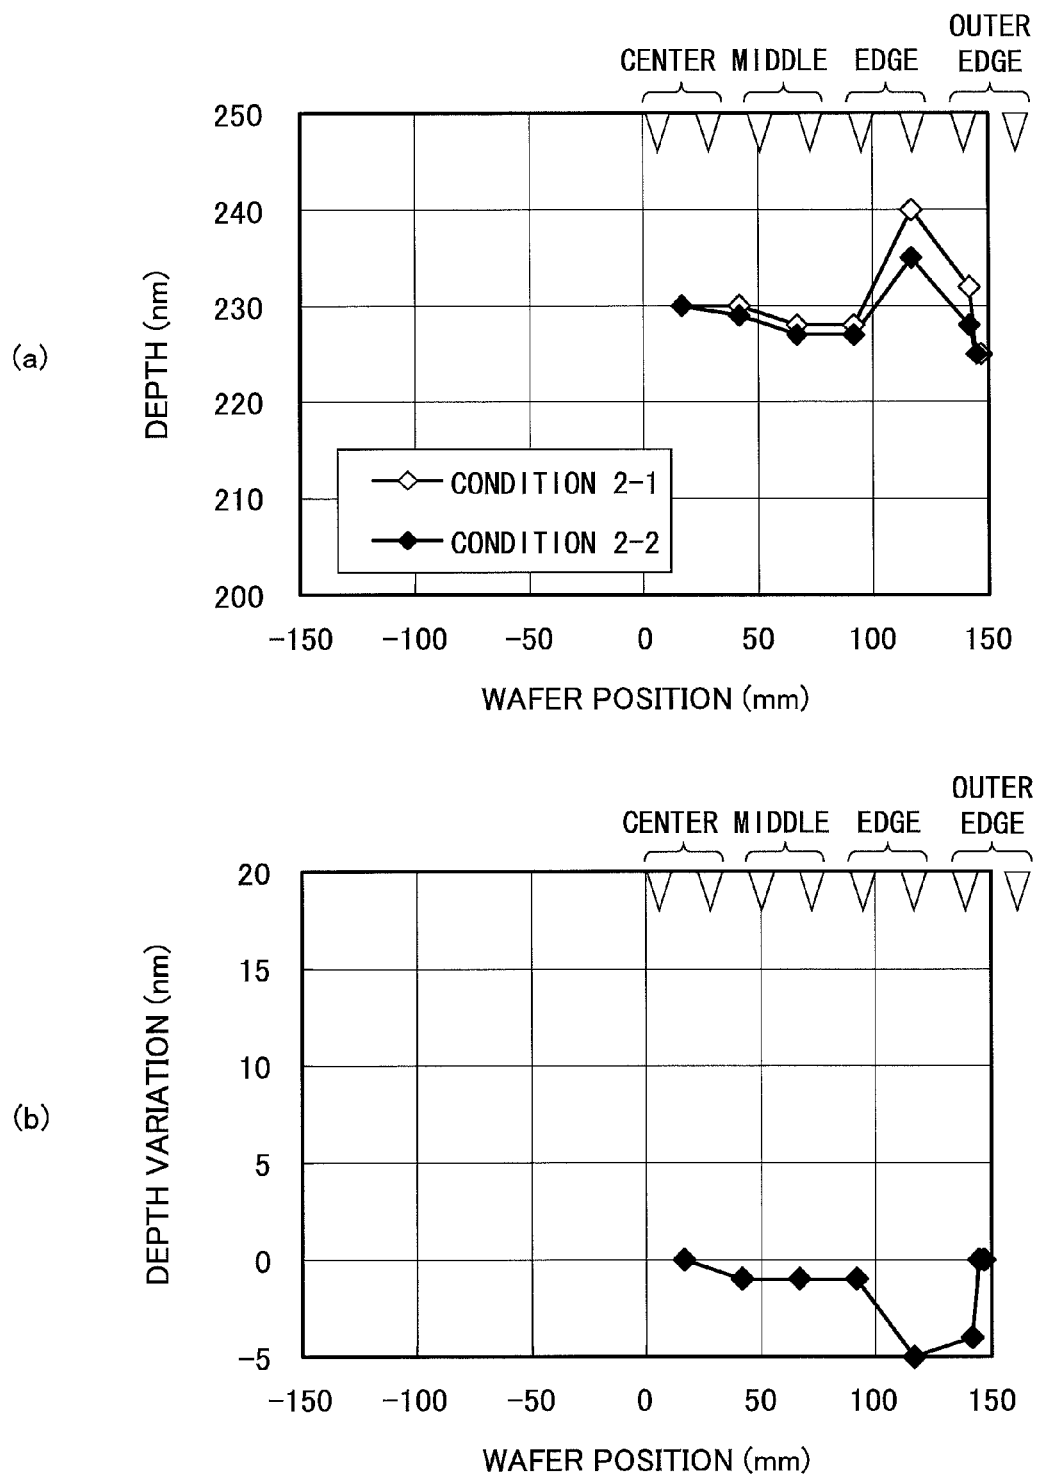 OUTER
CENTER MIDDLE EDGE EDGE
250
240
230
220
210
200
(a)
DEPTH (nm)
CONDITION 2-1
CONDITION 2-2
-150 -100 -50 0 50 100 150
WAFER POSITION (mm)
OUTER
CENTER MIDDLE EDGE EDGE
20
15
10
5
0
-5
(b)
DEPTH VARIATION (nm)
-150 -100 -50 0 50 100 150
WAFER POSITION (mm)